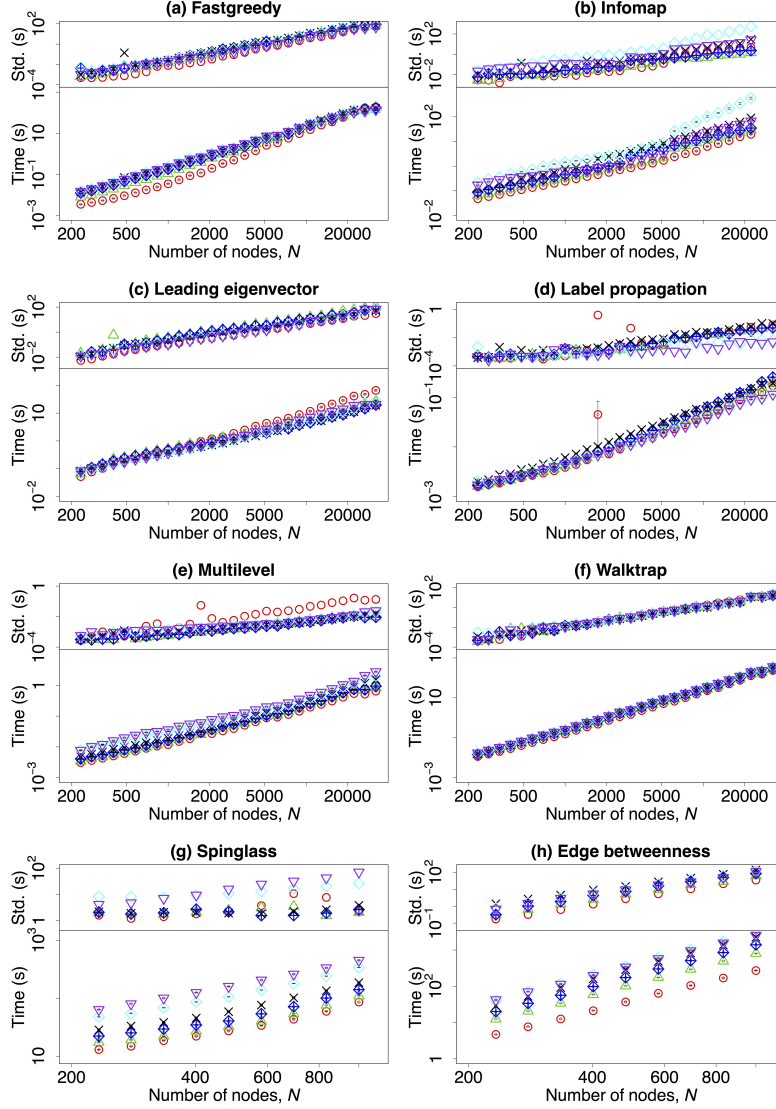 (a) Fastgreedy
Std. (s)
10^2
10^−4
Time (s)
10
10^−1
10^−3
200 500 2000 5000 20000
Number of nodes, N
(b) Infomap
Std. (s)
10^2
10^−2
Time (s)
10^2
10^−2
200 500 2000 5000 20000
Number of nodes, N
(c) Leading eigenvector
Std. (s)
10^2
10^−2
Time (s)
10
10^−2
200 500 2000 5000 20000
Number of nodes, N
(d) Label propagation
Std. (s)
1
10^−4
Time (s)
10^−1
10^−3
200 500 2000 5000 20000
Number of nodes, N
(e) Multilevel
Std. (s)
1
10^−4
Time (s)
1
10^−3
200 500 2000 5000 20000
Number of nodes, N
(f) Walktrap
Std. (s)
10^2
10^−4
Time (s)
10
10^−3
200 500 2000 5000 20000
Number of nodes, N
(g) Spinglass
Std. (s)
10^2
1
Time (s)
10^3
10
200 400 600 800
Number of nodes, N
(h) Edge betweenness
Std. (s)
10^2
10^−1
Time (s)
10^2
1
200 400 600 800
Number of nodes, N